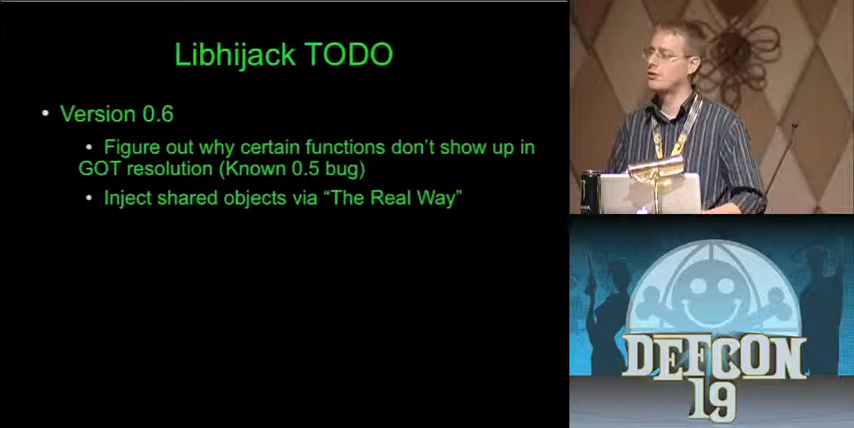 Libhijack TODO
• Version 0.6
• Figure out why certain functions don't show up in
GOT resolution (Known 0.5 bug)
• Inject shared objects via “The Real Way”
DEFCON
19